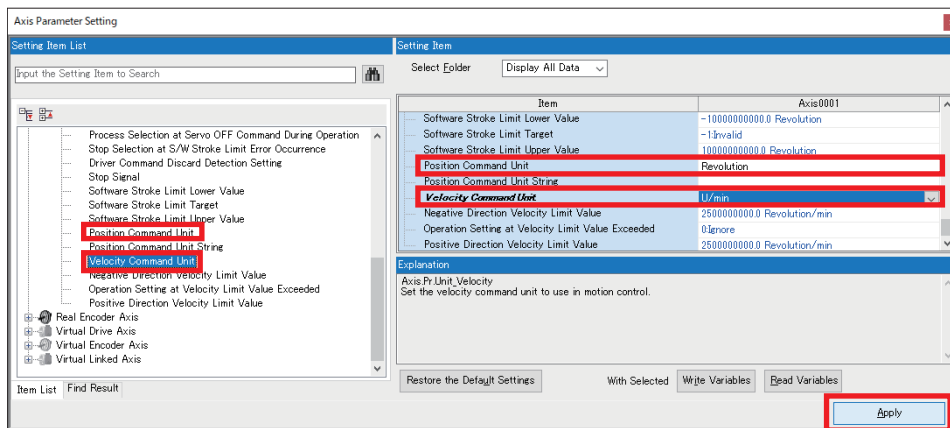 Axis Parameter Setting
Setting Item List
Input the Setting Item to Search
Process Selection at Servo OFF Command During Operation
Stop Selection at S/W Stroke Limit Error Occurrence
Driver Command Discard Detection Setting
Stop Signal
Software Stroke Limit Lower Value
Software Stroke Limit Target
Software Stroke Limit Upper Value
Position Command Unit
Position Command Unit String
Velocity Command Unit
Negative Direction Velocity Limit Value
Operation Setting at Velocity Limit Value Exceeded
Positive Direction Velocity Limit Value
Real Encoder Axis
Virtual Drive Axis
Virtual Encoder Axis
Virtual Linked Axis
Item List Find Result
Setting Item
Select Folder Display All Data
Item Axis0001
Software Stroke Limit Lower Value -10000000000.0 Revolution
Software Stroke Limit Target -1:Invalid
Software Stroke Limit Upper Value 10000000000.0 Revolution
Position Command Unit Revolution
Position Command Unit String
Velocity Command Unit U/min
Negative Direction Velocity Limit Value 2500000000.0 Revolution/min
Operation Setting at Velocity Limit Value Exceeded 0:Ignore
Positive Direction Velocity Limit Value 2500000000.0 Revolution/min
Explanation
Axis.Pr.Unit_Velocity
Set the velocity command unit to use in motion control.
Restore the Default Settings With Selected Write Variables Read Variables
Apply